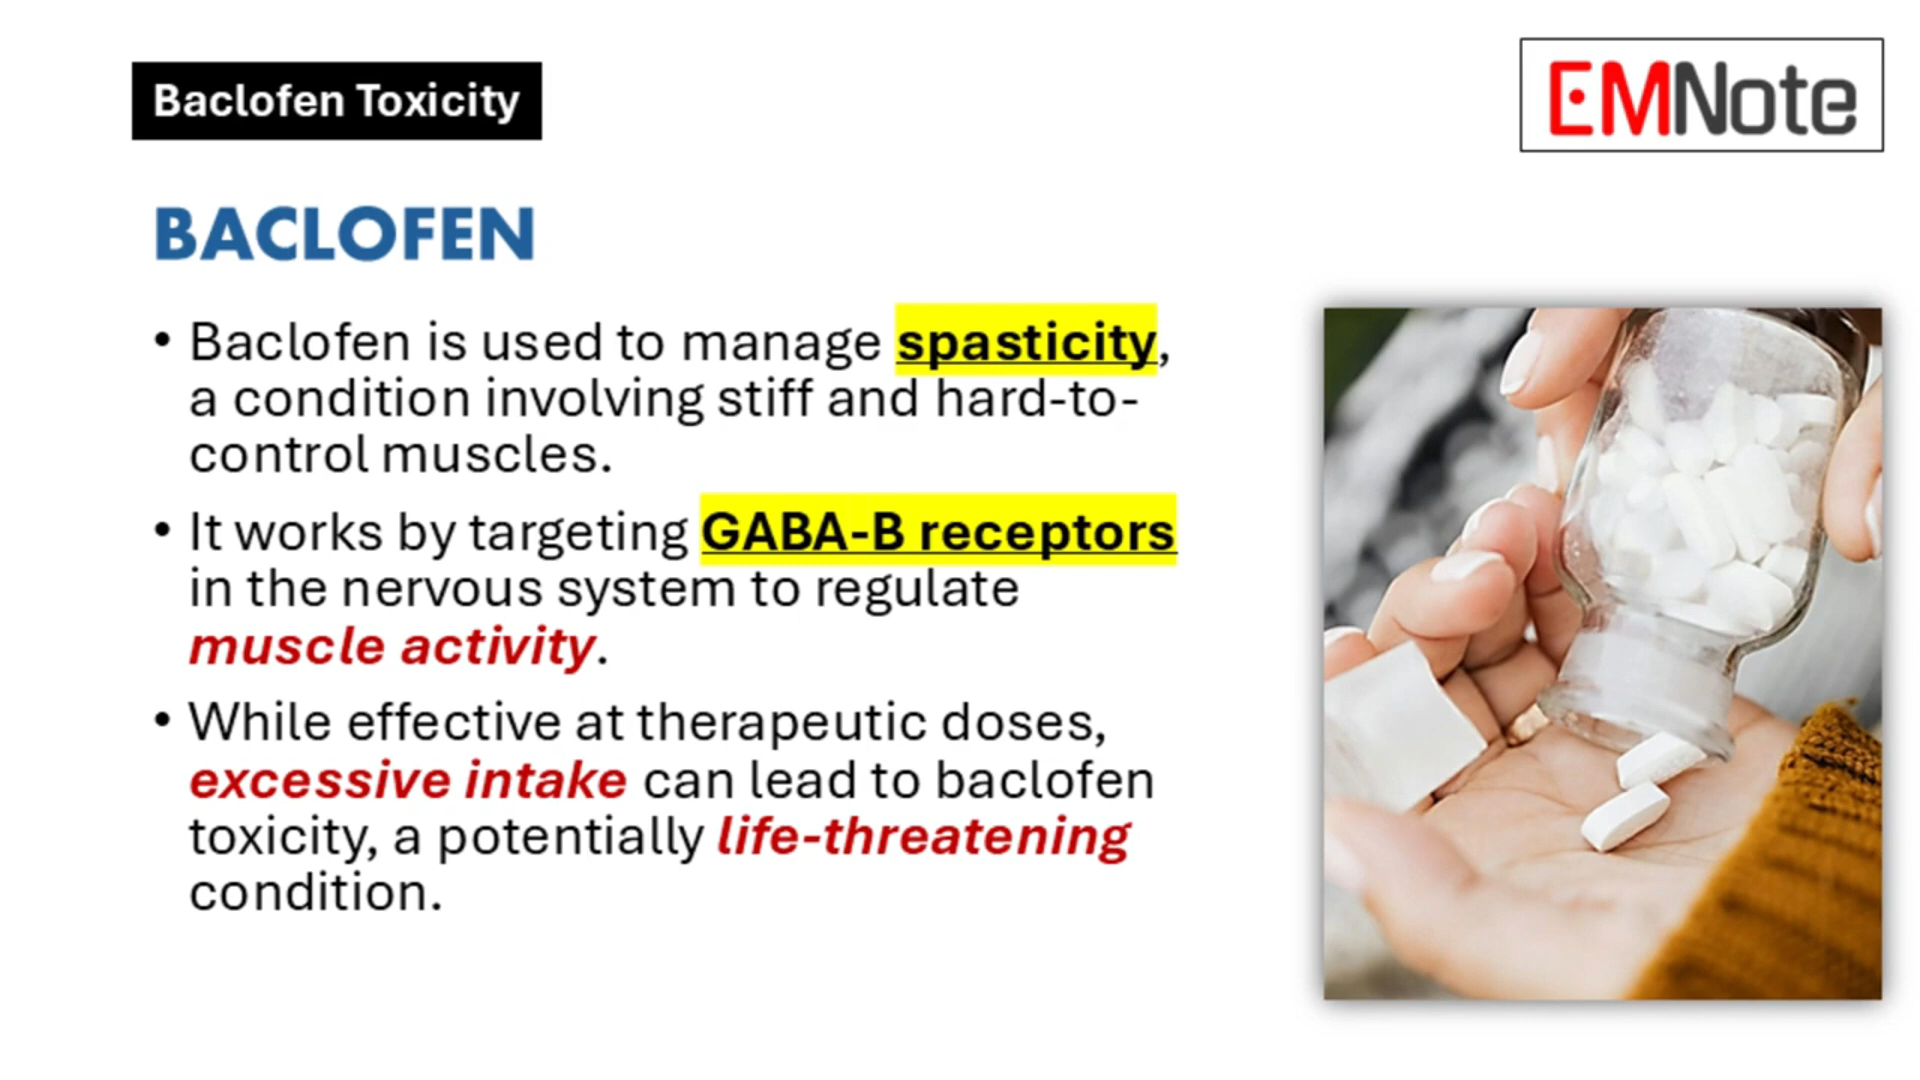 Baclofen Toxicity
EMNote
BACLOFEN
• Baclofen is used to manage spasticity,
a condition involving stiff and hard-to-
control muscles.
• It works by targeting GABA-B receptors
in the nervous system to regulate
muscle activity.
• While effective at therapeutic doses,
excessive intake can lead to baclofen
toxicity, a potentially life-threatening
condition.